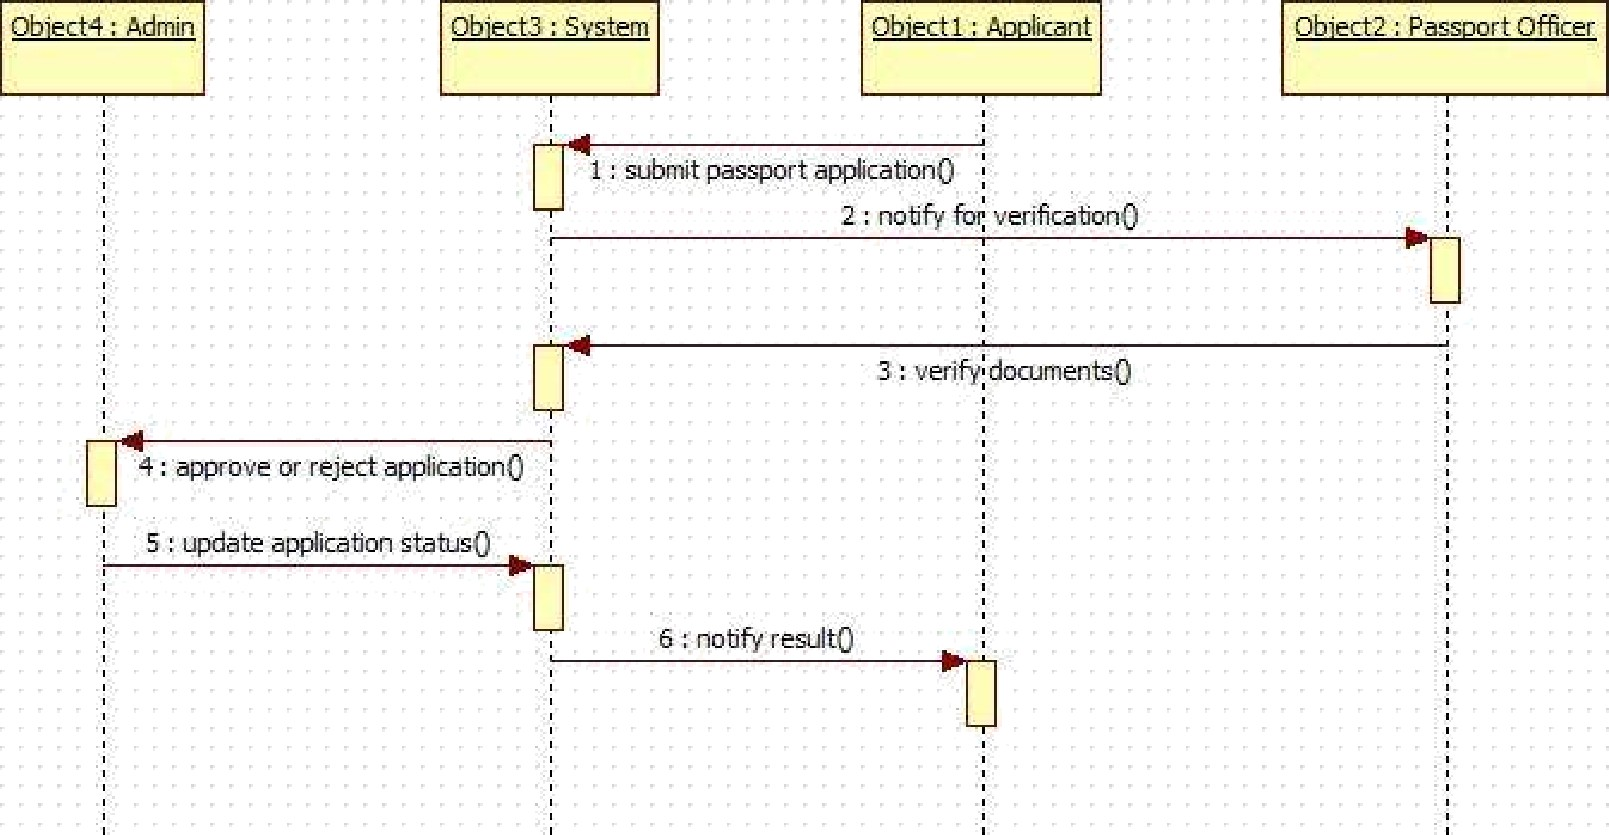 Object4 : Admin
Object3 : System
Object1 : Applicant
Object2 : Passport Officer
1 : submit passport application()
2 : notify for verification()
3 : verify documents()
4 : approve or reject application()
5 : update application status()
6 : notify result()